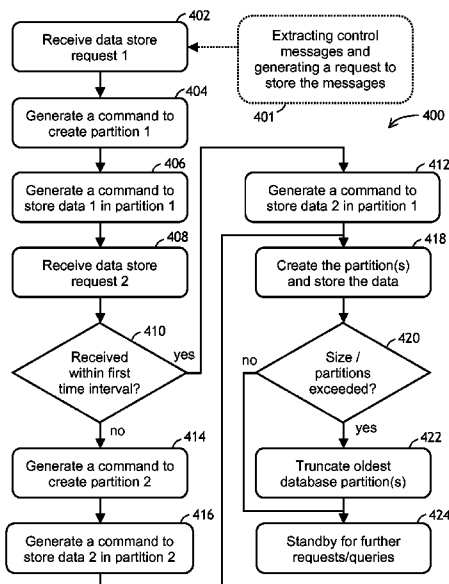 402
Receive data store
request 1
Extracting control
messages and
generating a request to
store the messages
401
400
404
Generate a command to
create partition 1
406
Generate a command to
store data 1 in partition 1
408
Receive data store
request 2
410
Received
within first
time interval?
yes
no
414
Generate a command to
create partition 2
416
Generate a command to
store data 2 in partition 2
412
Generate a command to
store data 2 in partition 1
418
Create the partition(s)
and store the data
420
Size /
partitions
exceeded?
no
yes
422
Truncate oldest
database partition(s)
424
Standby for further
requests/queries